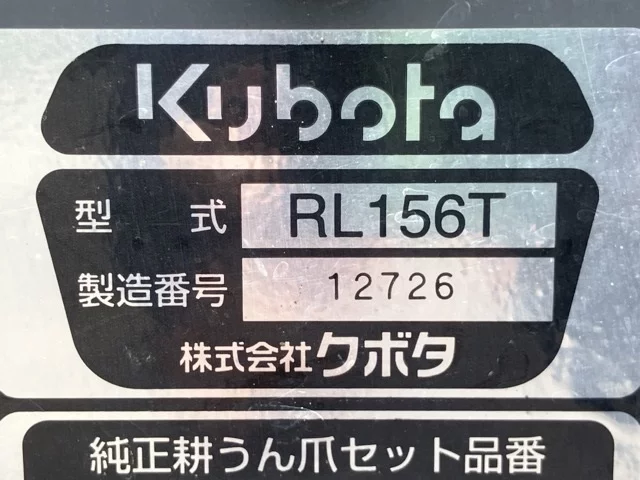 Kubota
型式 RL156T
製造番号 12726
株式会社クボタ
純正耕うん爪セット品番